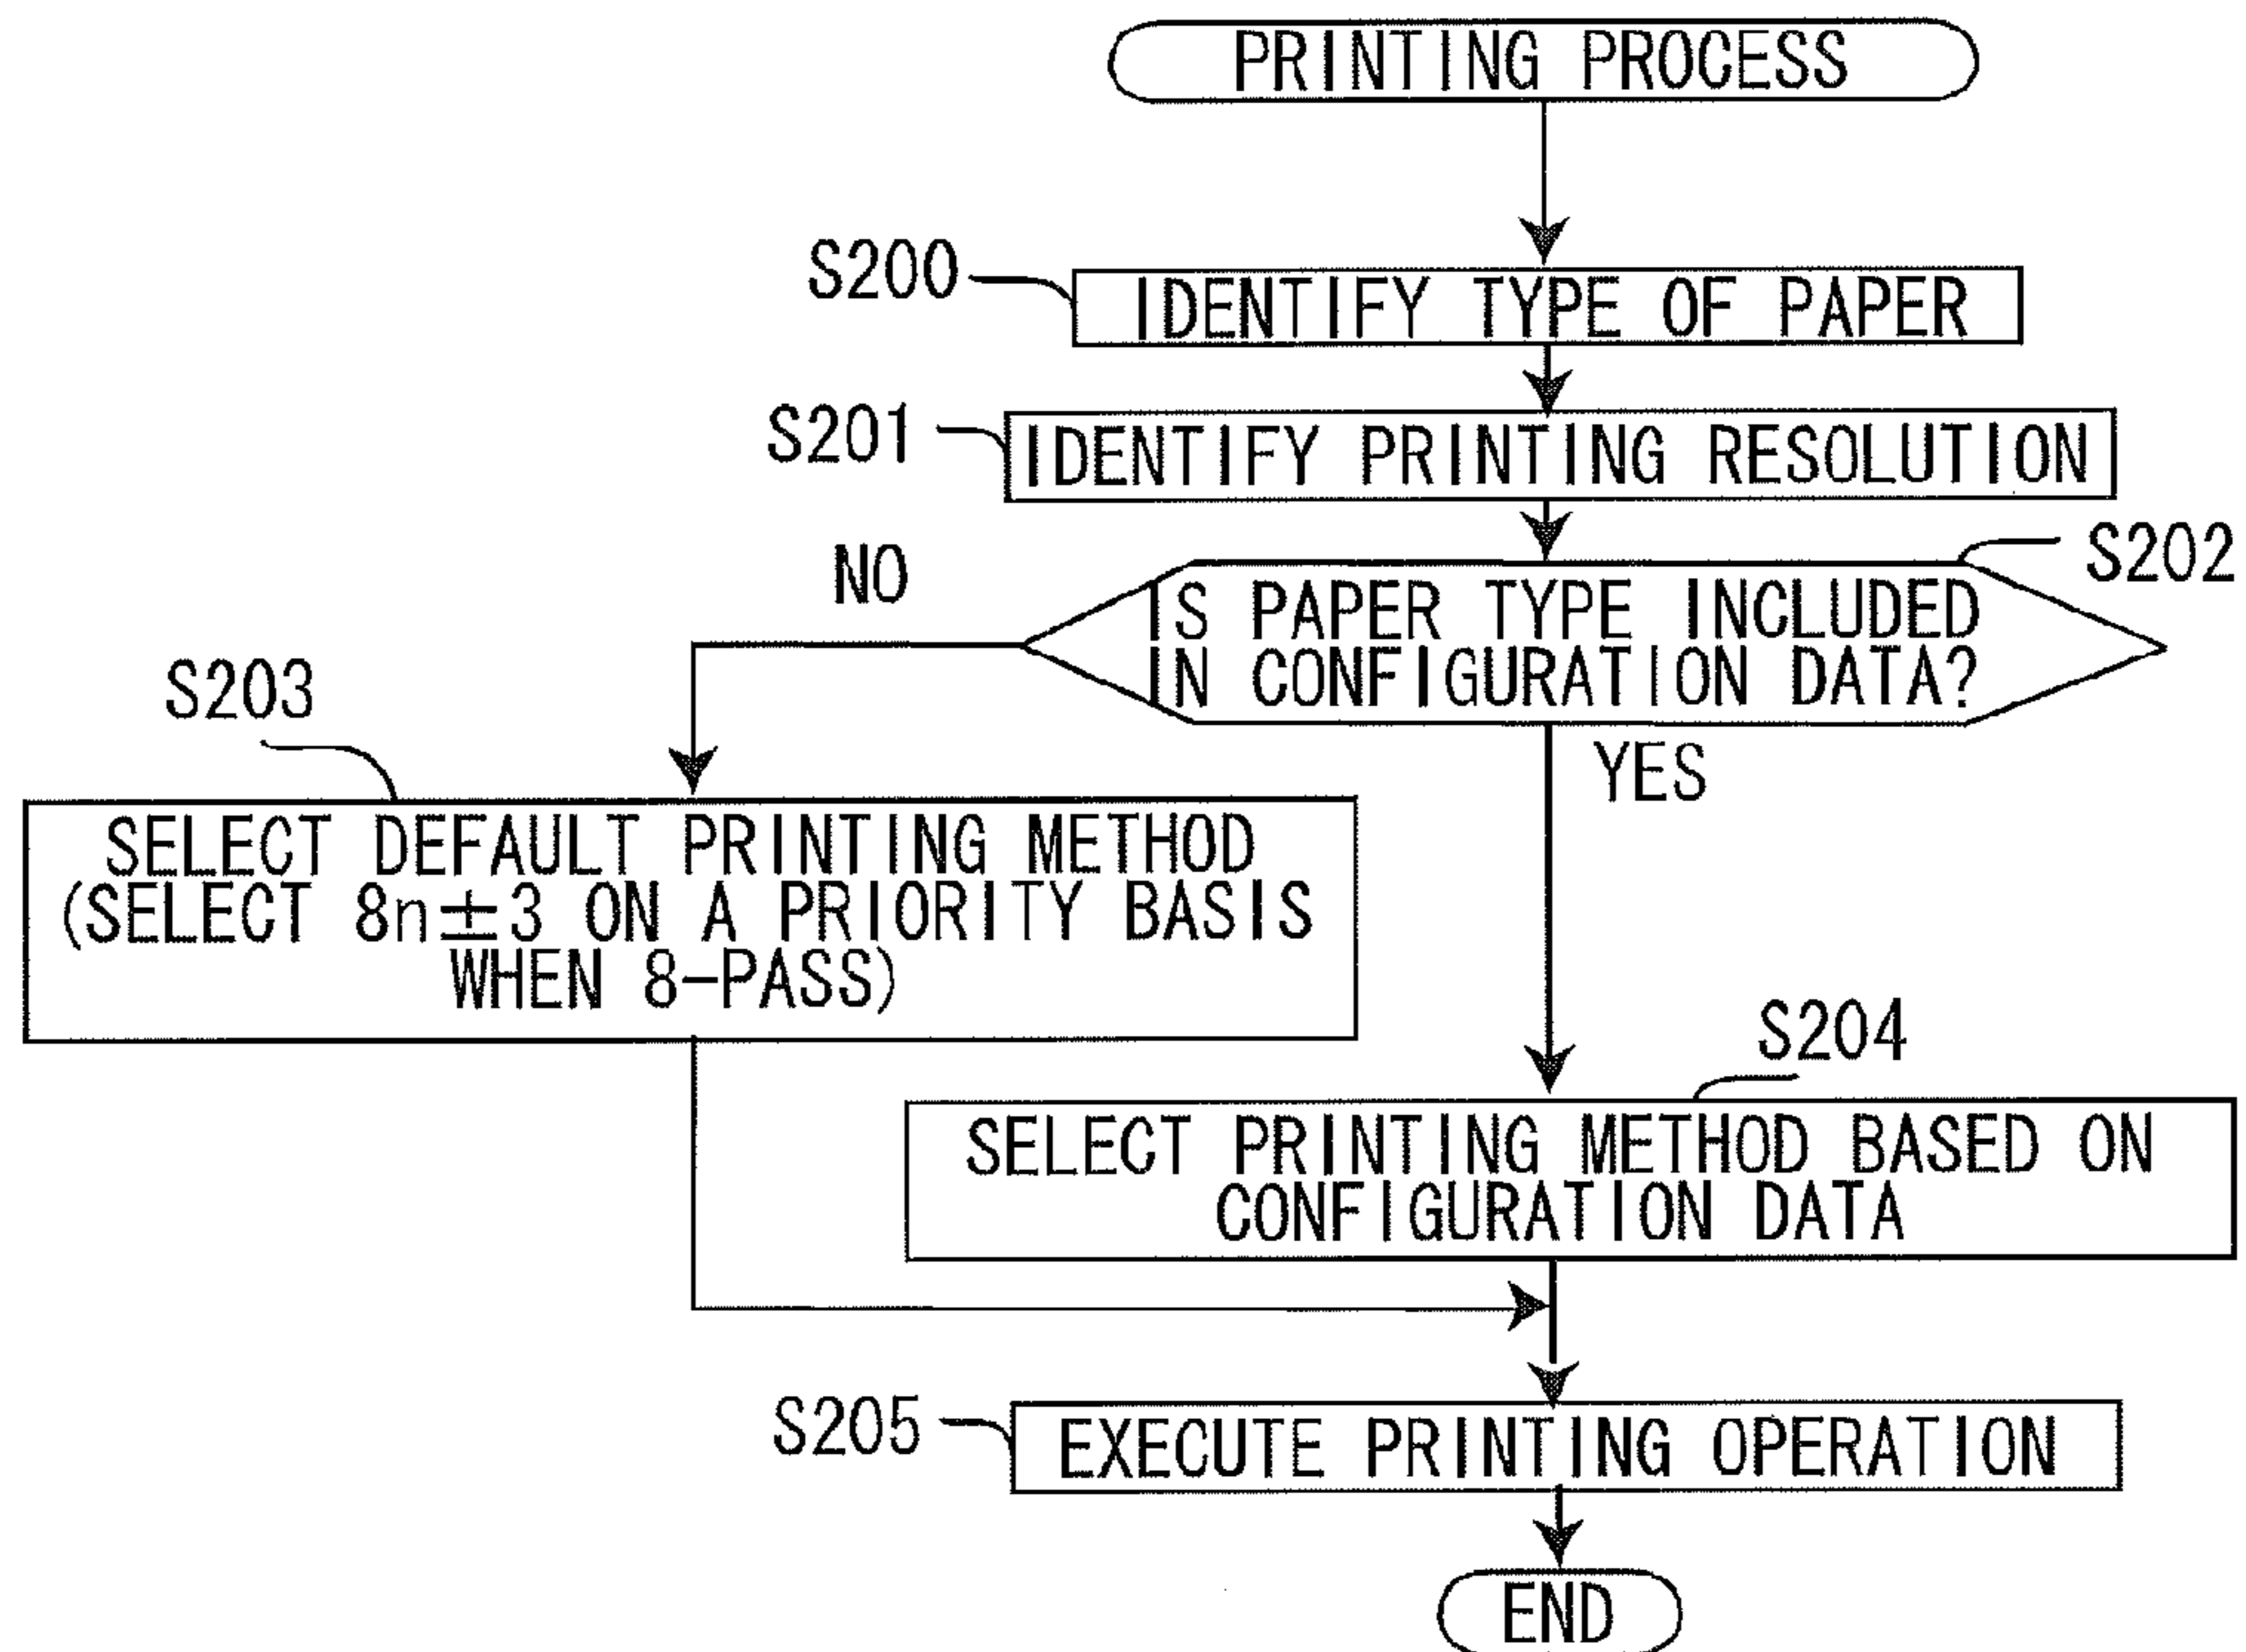 PRINTING PROCESS
S200
IDENTIFY TYPE OF PAPER
S201
IDENTIFY PRINTING RESOLUTION
S202
NO
IS PAPER TYPE INCLUDED
IN CONFIGURATION DATA?
YES
S203
SELECT DEFAULT PRINTING METHOD
(SELECT 8n±3 ON A PRIORITY BASIS
WHEN 8-PASS)
S204
SELECT PRINTING METHOD BASED ON
CONFIGURATION DATA
S205
EXECUTE PRINTING OPERATION
END